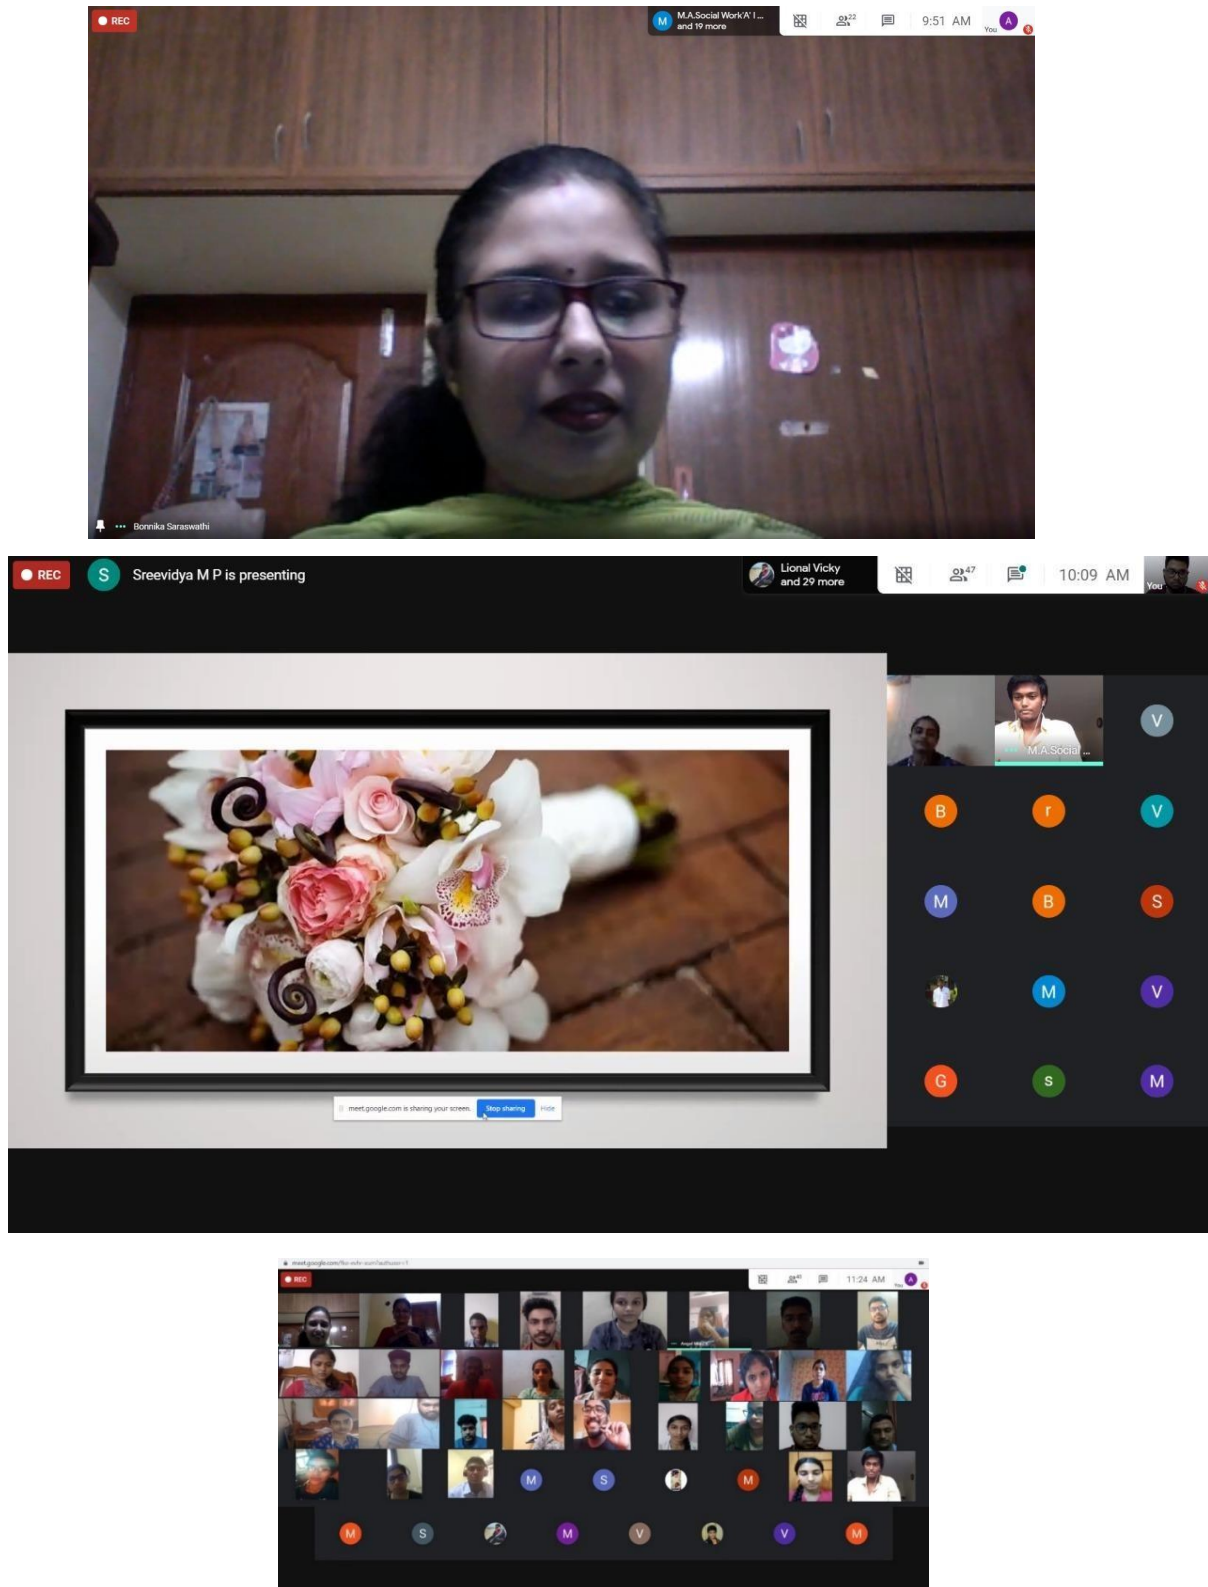 REC
M
M.A.Social Work'A' I ...
and 19 more
22
9:51 AM
You
A
Bonnika Saraswathi
REC
S
Sreevidya M P is presenting
Lional Vicky
and 29 more
47
10:09 AM
You
M.A.Social ...
V
B
r
V
M
B
S
M
V
meet.google.com is sharing your screen.
Stop sharing
Hide
G
s
M
REC
11:24 AM
You
A
M
S
M
M
S
M
V
V
M